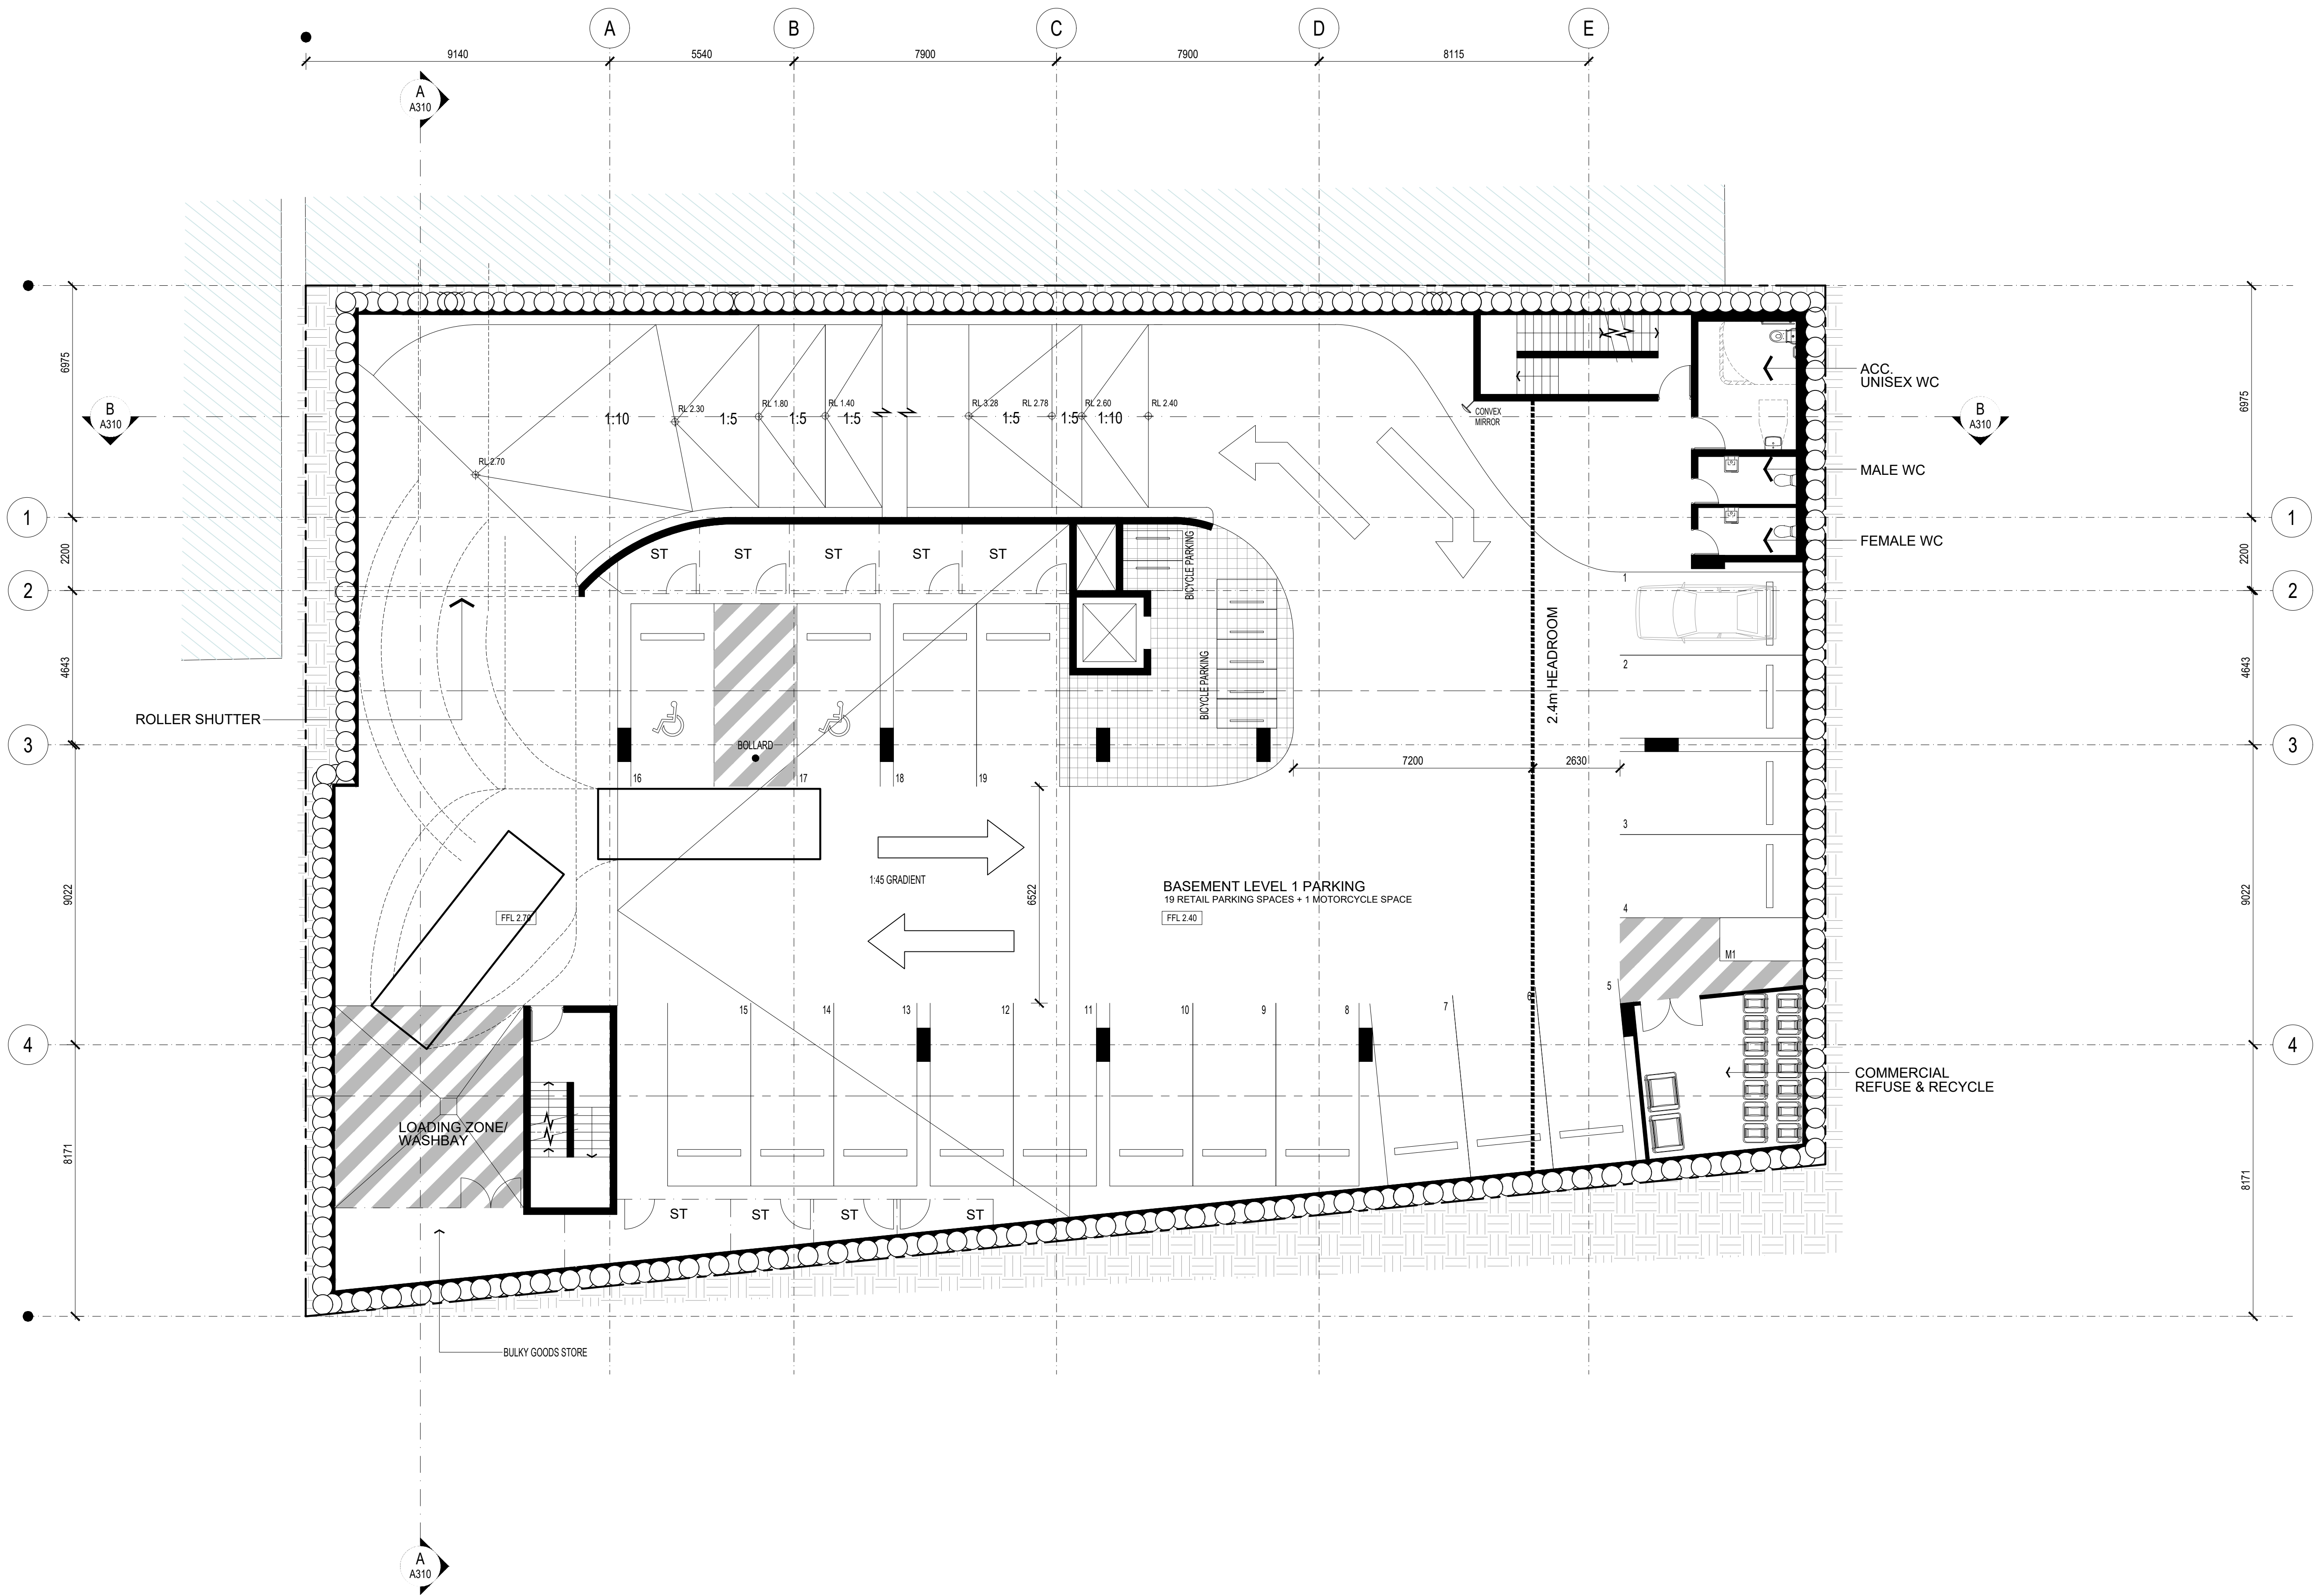 A
B
C
D
E
9140
5540
7900
7900
8115
A
A310
6975
6975
ACC.
UNISEX WC
B
A310
B
A310
1:10
RL 2.30
1:5
RL 1.80
1:5
RL 1.40
1:5
RL 3.28
1:5
RL 2.78
1:5
RL 2.60
1:10
RL 2.40
CONVEX
MIRROR
RL 2.70
MALE WC
1
1
FEMALE WC
2200
2200
ST
ST
ST
ST
ST
BICYCLE PARKING
1
2
2
4643
4643
2.4m HEADROOM
BICYCLE PARKING
2
ROLLER SHUTTER
BOLLARD
3
3
7200
2630
16
17
18
19
3
9022
9022
6522
1:45 GRADIENT
BASEMENT LEVEL 1 PARKING
19 RETAIL PARKING SPACES + 1 MOTORCYCLE SPACE
FFL 2.70
FFL 2.40
4
M1
5
6
7
8
9
10
11
12
13
14
15
4
4
COMMERCIAL
REFUSE & RECYCLE
LOADING ZONE/
WASHBAY
8171
8171
ST
ST
ST
ST
BULKY GOODS STORE
A
A310